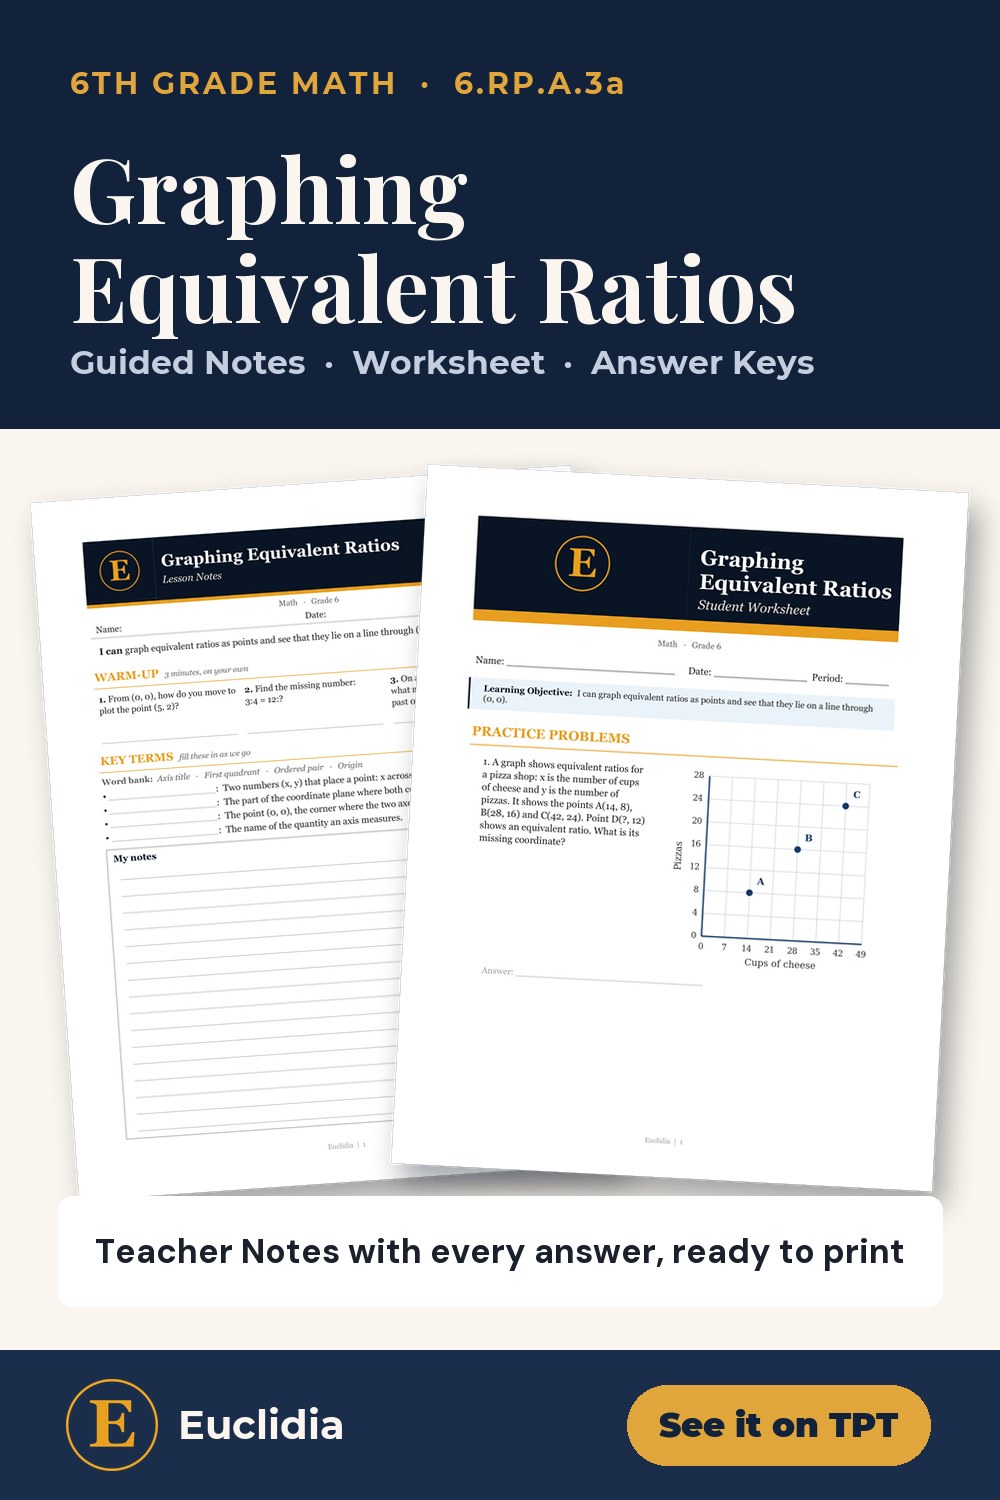 6TH GRADE MATH · 6.RP.A.3a
Graphing
Equivalent Ratios
Guided Notes · Worksheet · Answer Keys
E
Graphing Equivalent Ratios
Lesson Notes
Math · Grade 6
Name:
Date:
I can graph equivalent ratios as points and see that they lie on a line through (
WARM-UP 3 minutes, on your own
1. From (0, 0), how do you move to
plot the point (5, 2)?
2. Find the missing number:
3:4 = 12:?
3. On
what
past
KEY TERMS fill these in as we go
Word bank: Axis title · First quadrant · Ordered pair · Origin
• : Two numbers (x, y) that place a point: x across
• : The part of the coordinate plane where both
• : The point (0, 0), the corner where the two
• : The name of the quantity an axis measures.
My notes
Euclidia | 1
E
Graphing
Equivalent Ratios
Student Worksheet
Math · Grade 6
Name: Date: Period:
Learning Objective: I can graph equivalent ratios as points and see that they lie on a line through
(0, 0).
PRACTICE PROBLEMS
1. A graph shows equivalent ratios for
a pizza shop: x is the number of cups
of cheese and y is the number of
pizzas. It shows the points A(14, 8),
B(28, 16) and C(42, 24). Point D(?, 12)
shows an equivalent ratio. What is its
missing coordinate?
28
24
20
16
12
8
4
0
Pizzas
A
B
C
0 7 14 21 28 35 42 49
Cups of cheese
Answer:
Euclidia | 1
Teacher Notes with every answer, ready to print
E
Euclidia
See it on TPT